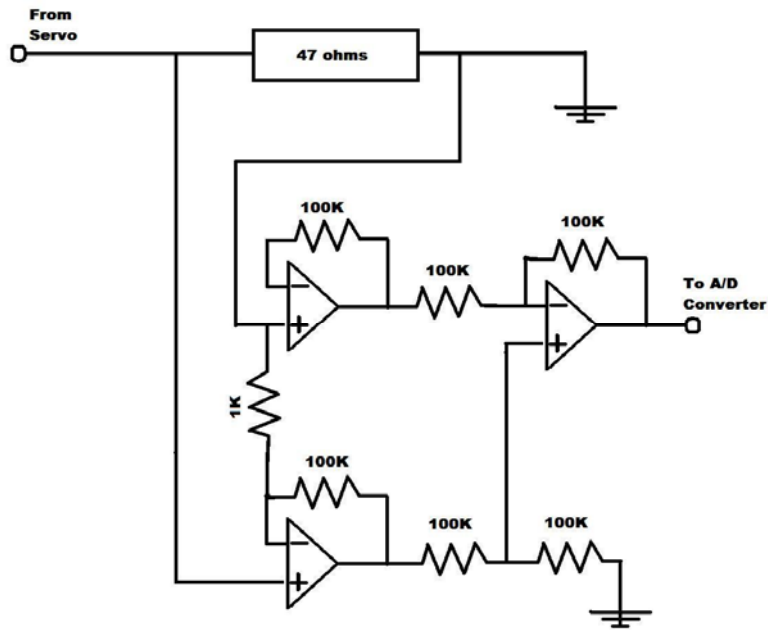 From
Servo
47 ohms
100K
100K
100K
To A/D
Converter
−
+
−
+
1K
100K
−
+
100K
100K